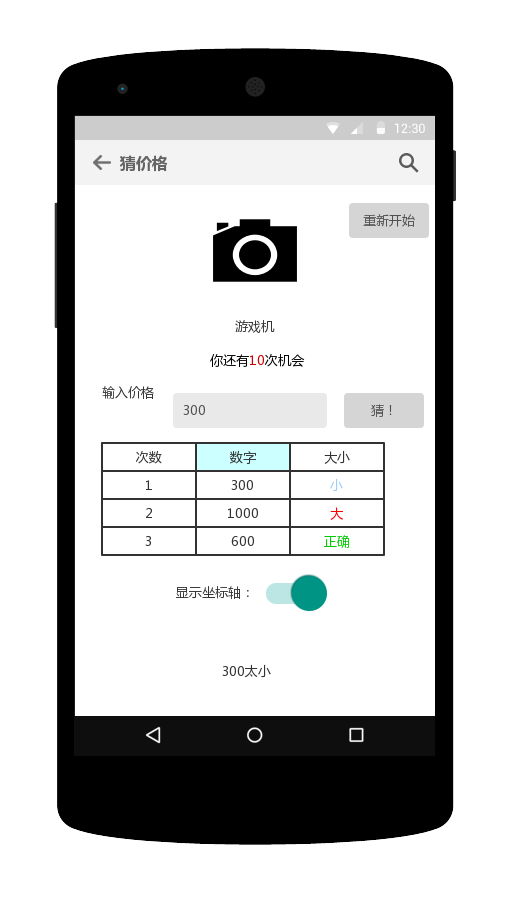 12:30
猜价格
重新开始
游戏机
你还有10次机会
输入价格
300 猜！
次数 数字 大小
1 300 小
2 1000 大
3 600 正确
显示坐标轴：
300太小